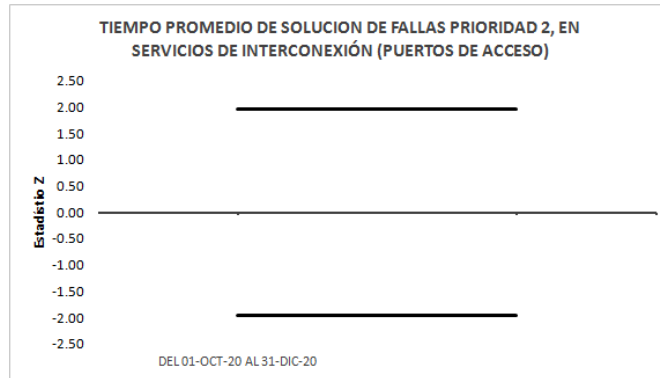 TIEMPO PROMEDIO DE SOLUCION DE FALLAS PRIORIDAD 2, EN
SERVICIOS DE INTERCONEXIÓN (PUERTOS DE ACCESO)
2.50
2.00
1.50
1.00
0.50
0.00
-0.50
-1.00
-1.50
-2.00
-2.50
Estadístio Z
DEL 01-OCT-20 AL 31-DIC-20